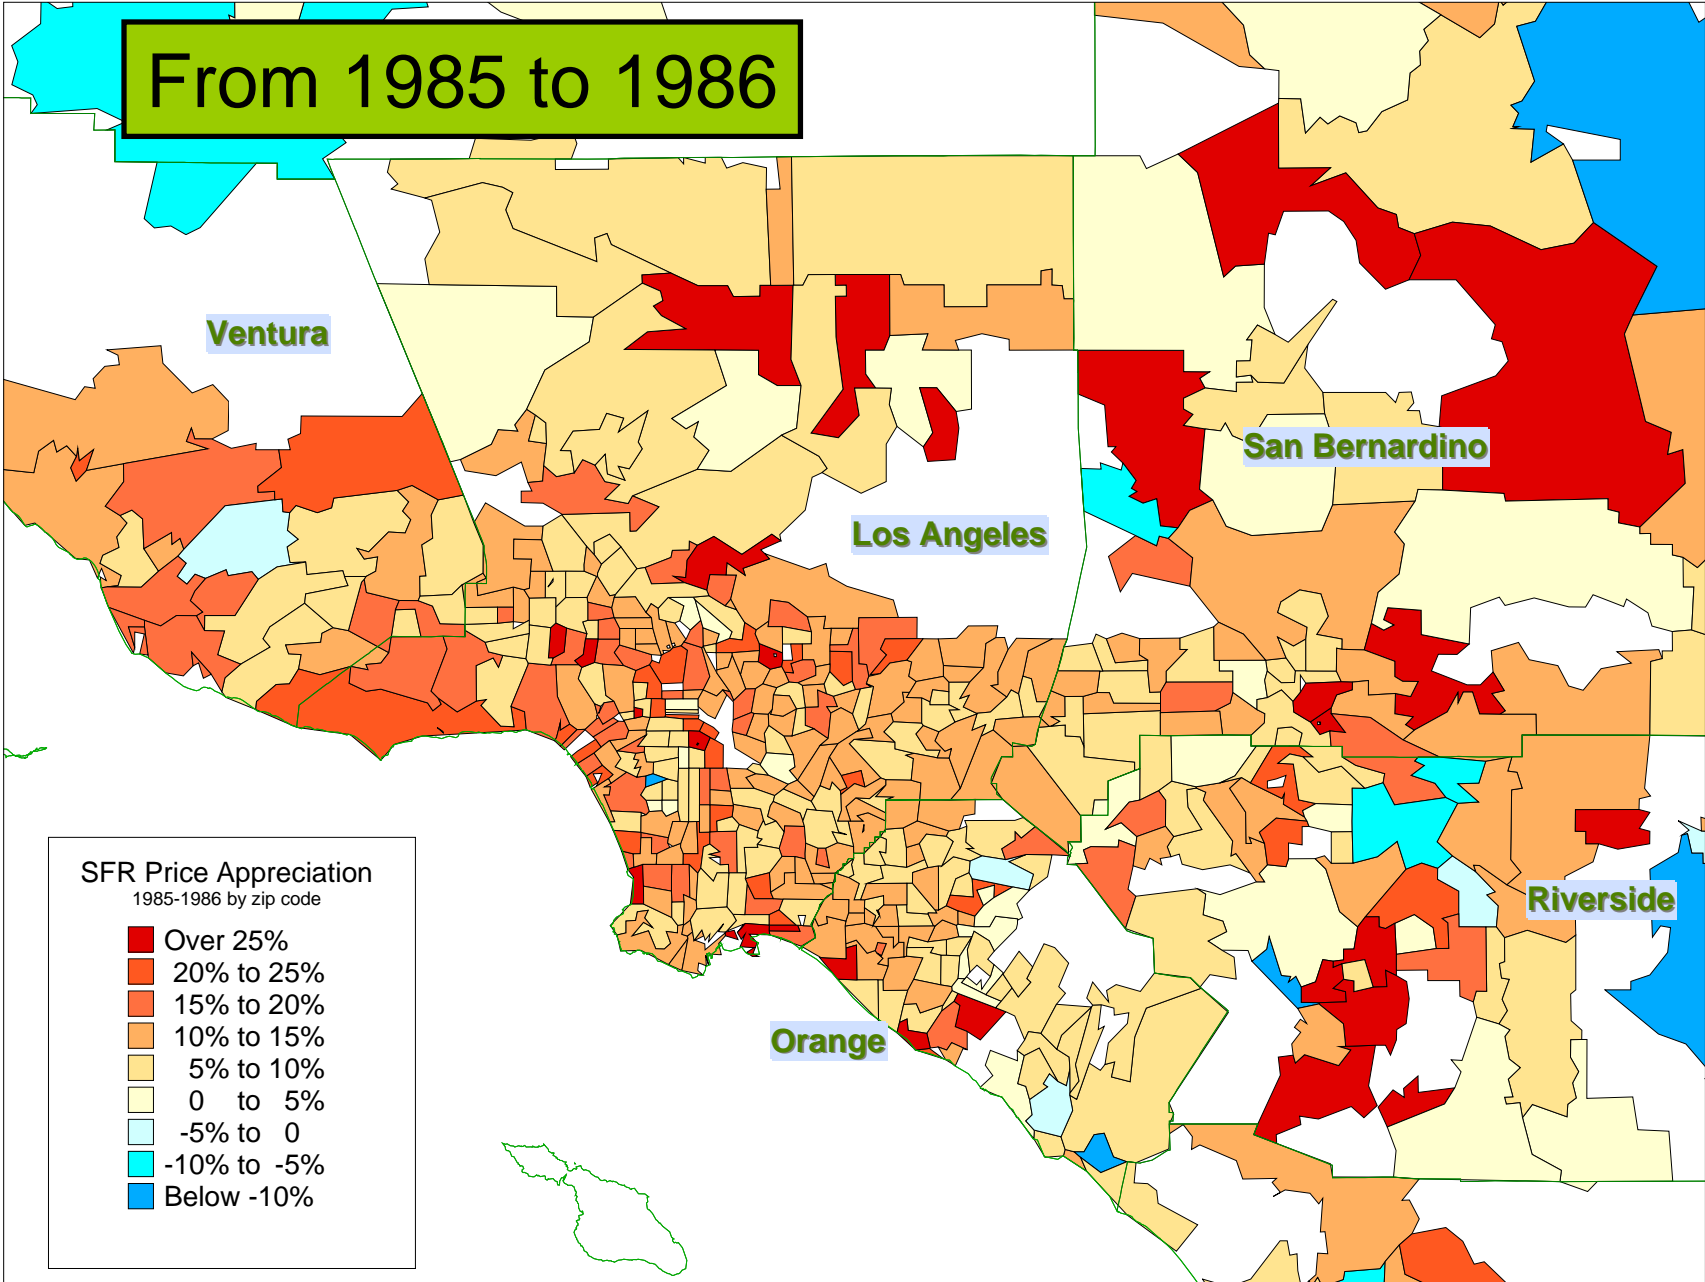 From 1985 to 1986
Ventura
San Bernardino
Los Angeles
Riverside
Orange
SFR Price Appreciation
1985-1986 by zip code
Over 25%
20% to 25%
15% to 20%
10% to 15%
5% to 10%
0 to 5%
-5% to 0
-10% to -5%
Below -10%